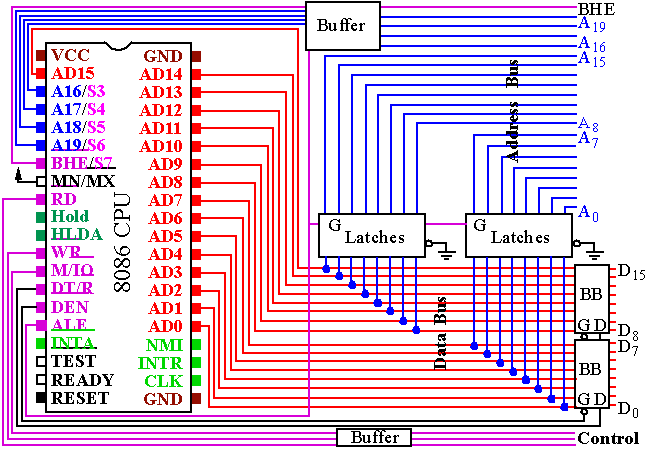 BHE
Buffer
A19
A16
A15
VCC GND
AD15 AD14
A16/S3 AD13
A17/S4 AD12
A18/S5 AD11
A19/S6 AD10
BHE/S7 AD9
MN/MX AD8
RD AD7
Hold AD6
HLDA AD5
WR AD4
M/IO AD3
DT/R AD2
DEN AD1
ALE AD0
INTA NMI
TEST INTR
READY CLK
RESET GND
8086 CPU
Address Bus
A8
A7
A0
G
Latches
G
Latches
Data Bus
D15
BB
G D
D8
D7
BB
G D
D0
Buffer
Control